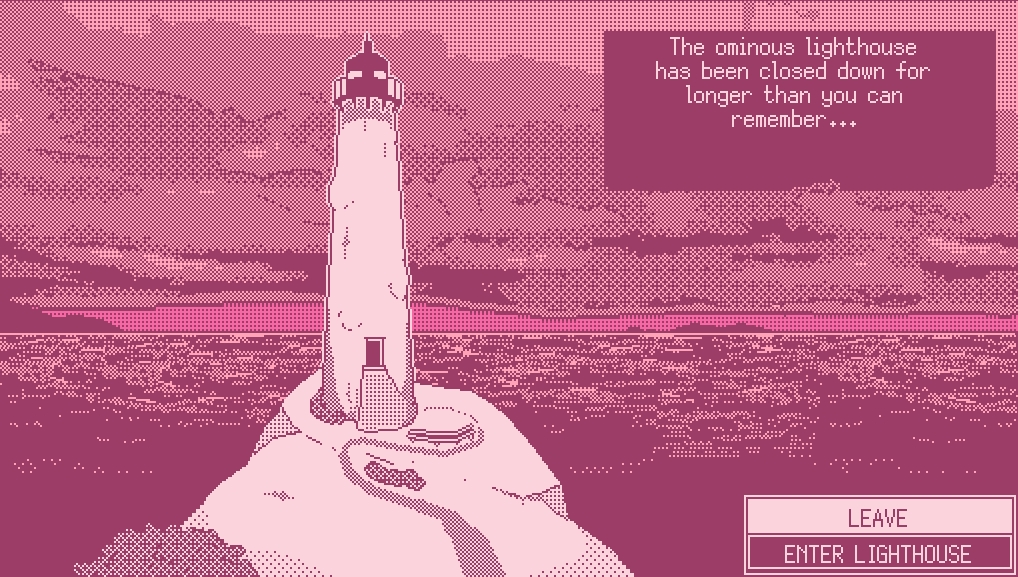 The ominous lighthouse
has been closed down for
longer than you can
remember...
LEAVE
ENTER LIGHTHOUSE